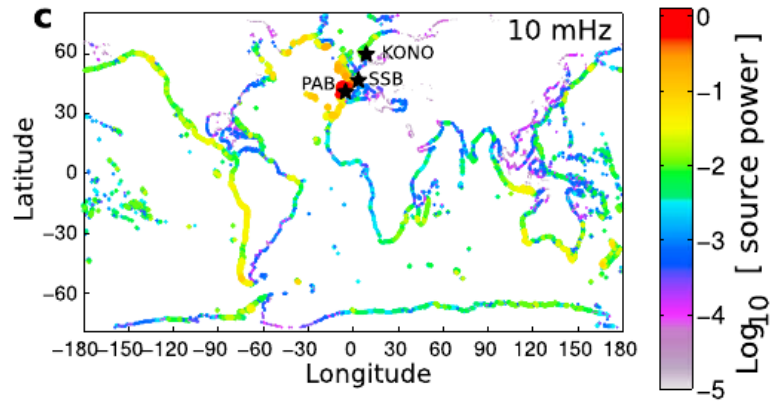 c
10 mHz
KONO
SSB
PAB
Latitude
60
30
0
−30
−60
−180−150−120−90 −60 −30 0 30 60 90 120 150 180
Longitude
0
−1
−2
−3
−4
−5
Log10 [ source power ]